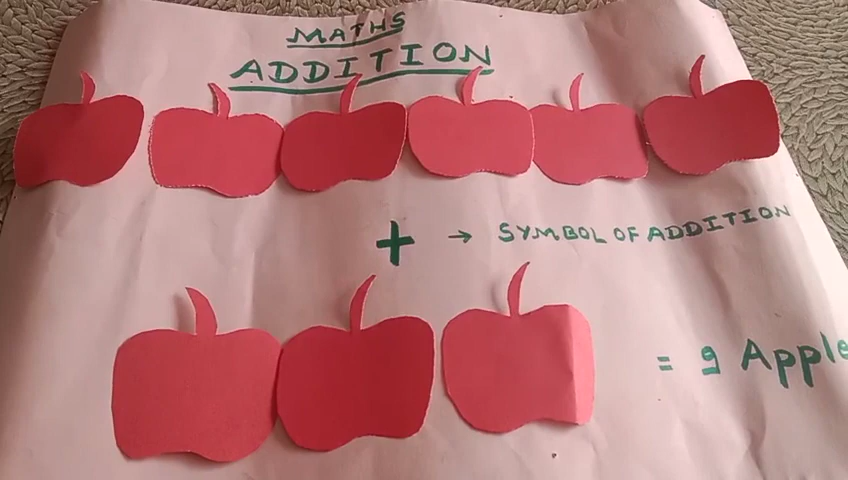 MATHS
ADDITION
+ → SYMBOL OF ADDITION
= 9 Apple